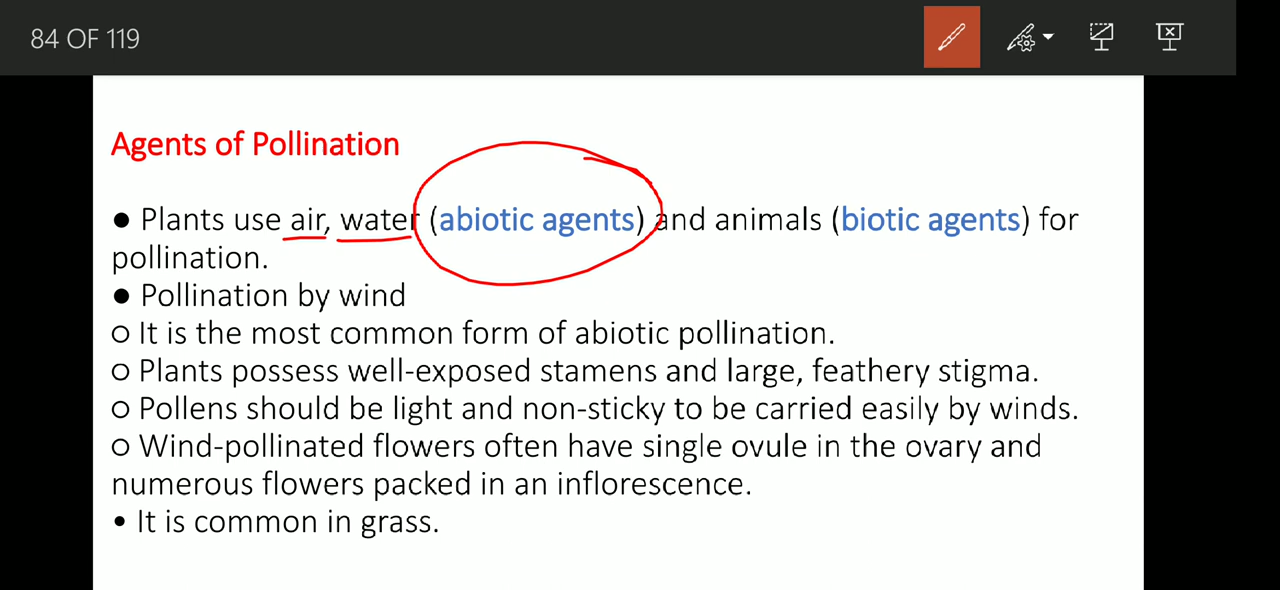 84 OF 119
Agents of Pollination
● Plants use air, water (abiotic agents) and animals (biotic agents) for
pollination.
● Pollination by wind
○ It is the most common form of abiotic pollination.
○ Plants possess well-exposed stamens and large, feathery stigma.
○ Pollens should be light and non-sticky to be carried easily by winds.
○ Wind-pollinated flowers often have single ovule in the ovary and
numerous flowers packed in an inflorescence.
• It is common in grass.